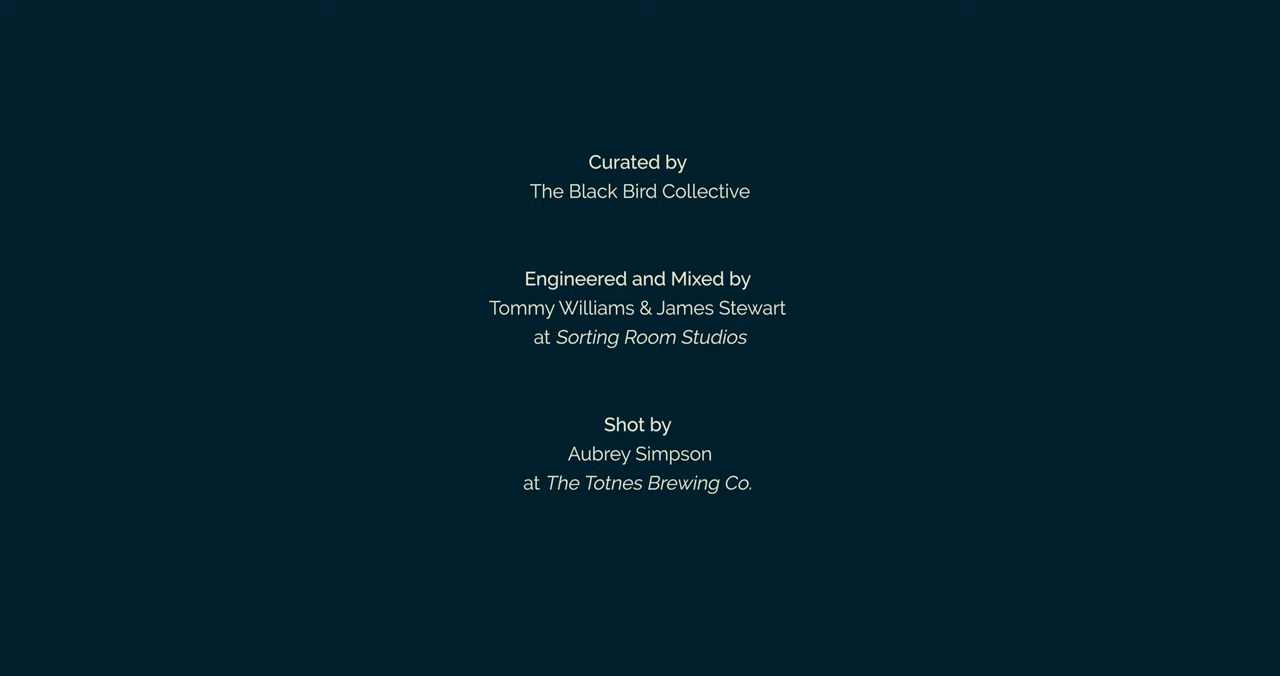 Curated by
The Black Bird Collective
Engineered and Mixed by
Tommy Williams & James Stewart
at Sorting Room Studios
Shot by
Aubrey Simpson
at The Totnes Brewing Co.